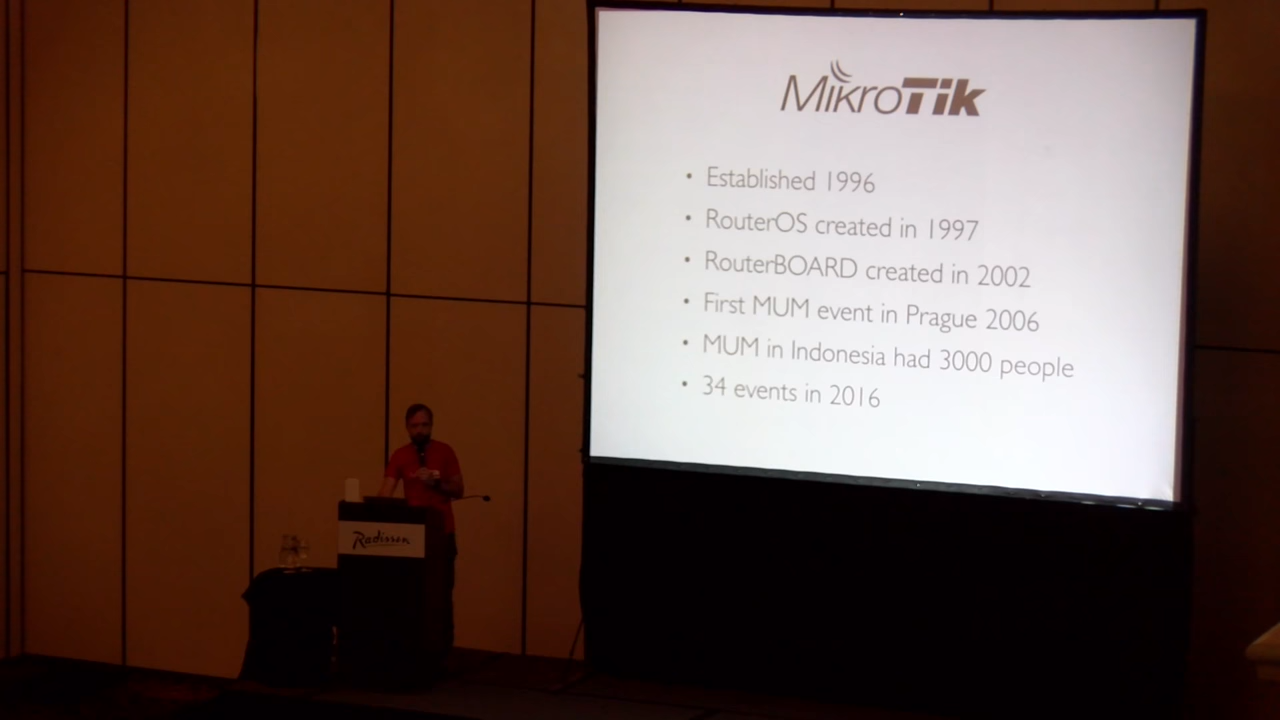 MikroTik
• Established 1996
• RouterOS created in 1997
• RouterBOARD created in 2002
• First MUM event in Prague 2006
• MUM in Indonesia had 3000 people
• 34 events in 2016
Radisson